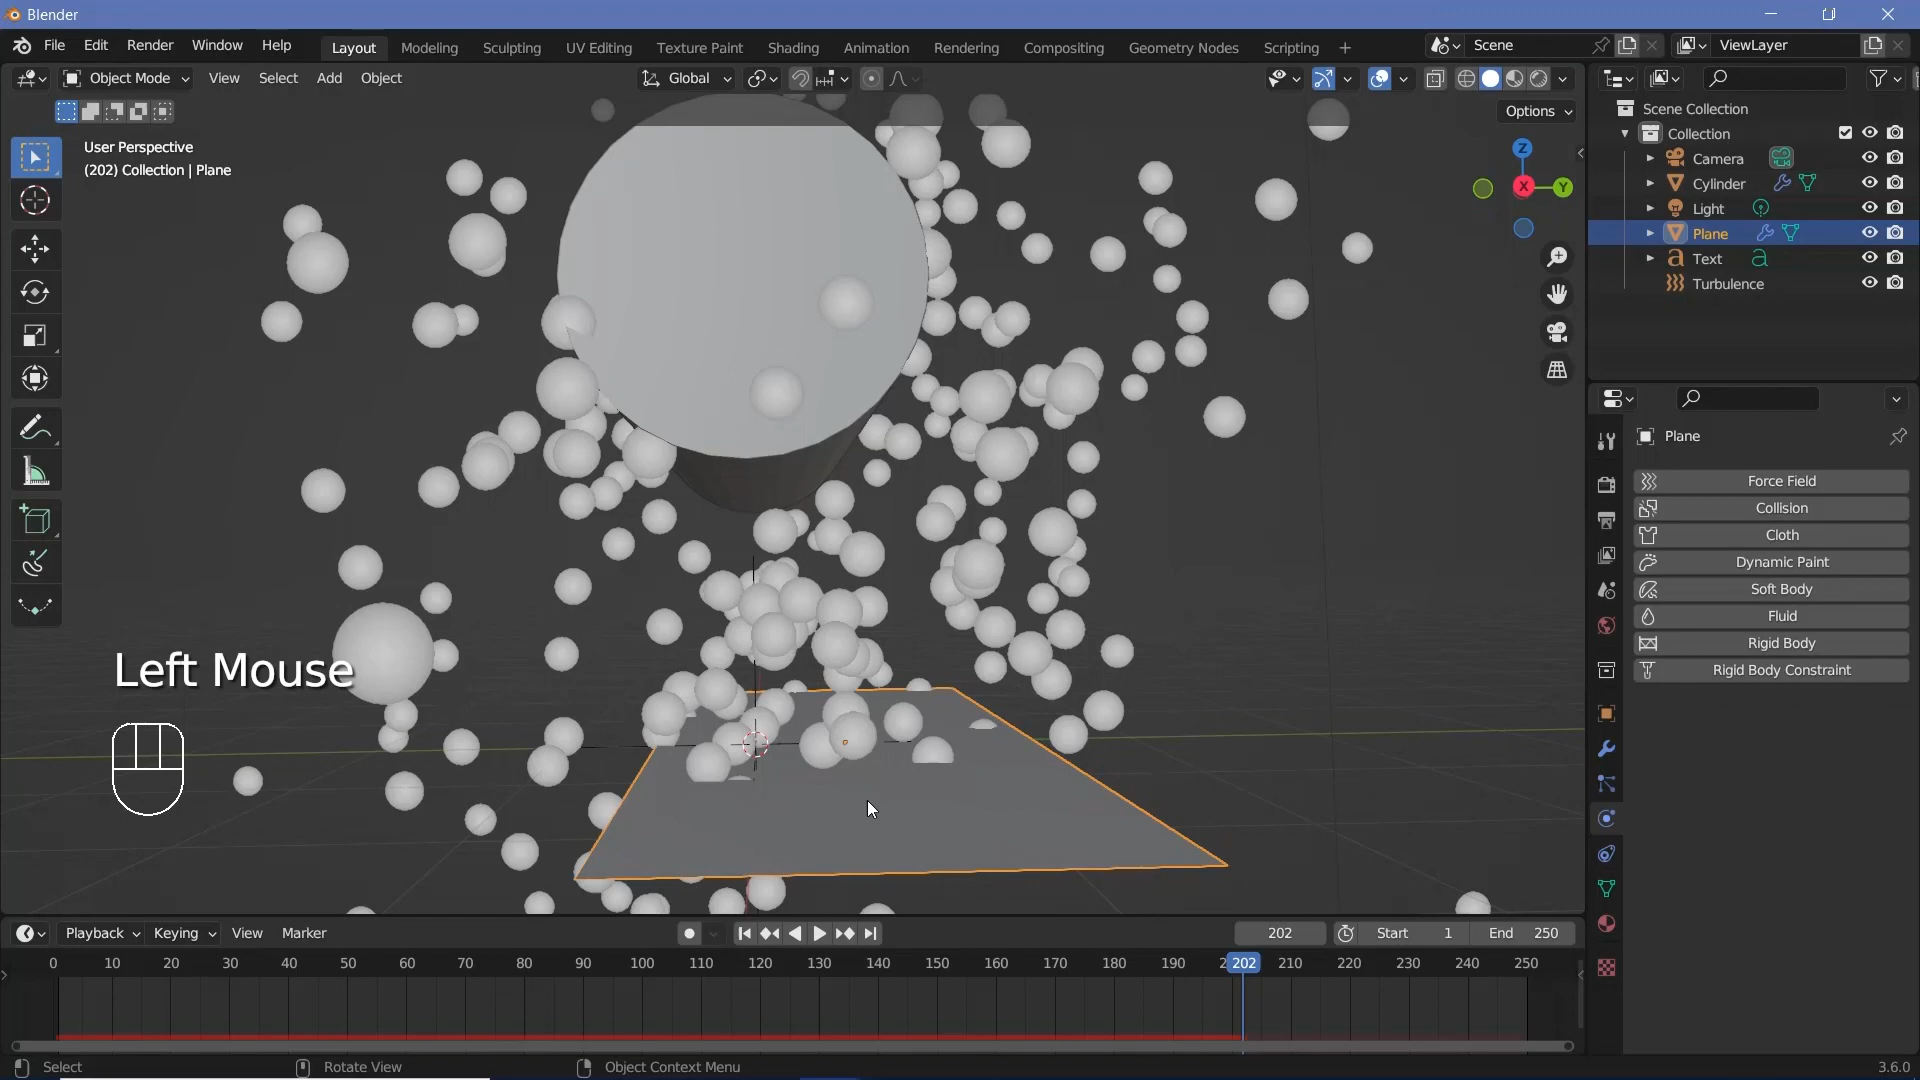 Blender
File Edit Render Window Help
Layout Modeling Sculpting UV Editing Texture Paint Shading Animation Rendering Compositing Geometry Nodes Scripting
Scene
ViewLayer
Object Mode View Select Add Object
Global
Options
User Perspective
(202) Collection | Plane
Z
X
Y
Scene Collection
Collection
Camera
Cylinder
Light
Plane
Text
Turbulence
Plane
Force Field
Collision
Cloth
Dynamic Paint
Soft Body
Fluid
Rigid Body
Rigid Body Constraint
Left Mouse
Playback Keying View Marker
202
Start 1
End 250
0 10 20 30 40 50 60 70 80 90 100 110 120 130 140 150 160 170 180 190 202 210 220 230 240 250
Select
Rotate View
Object Context Menu
3.6.0